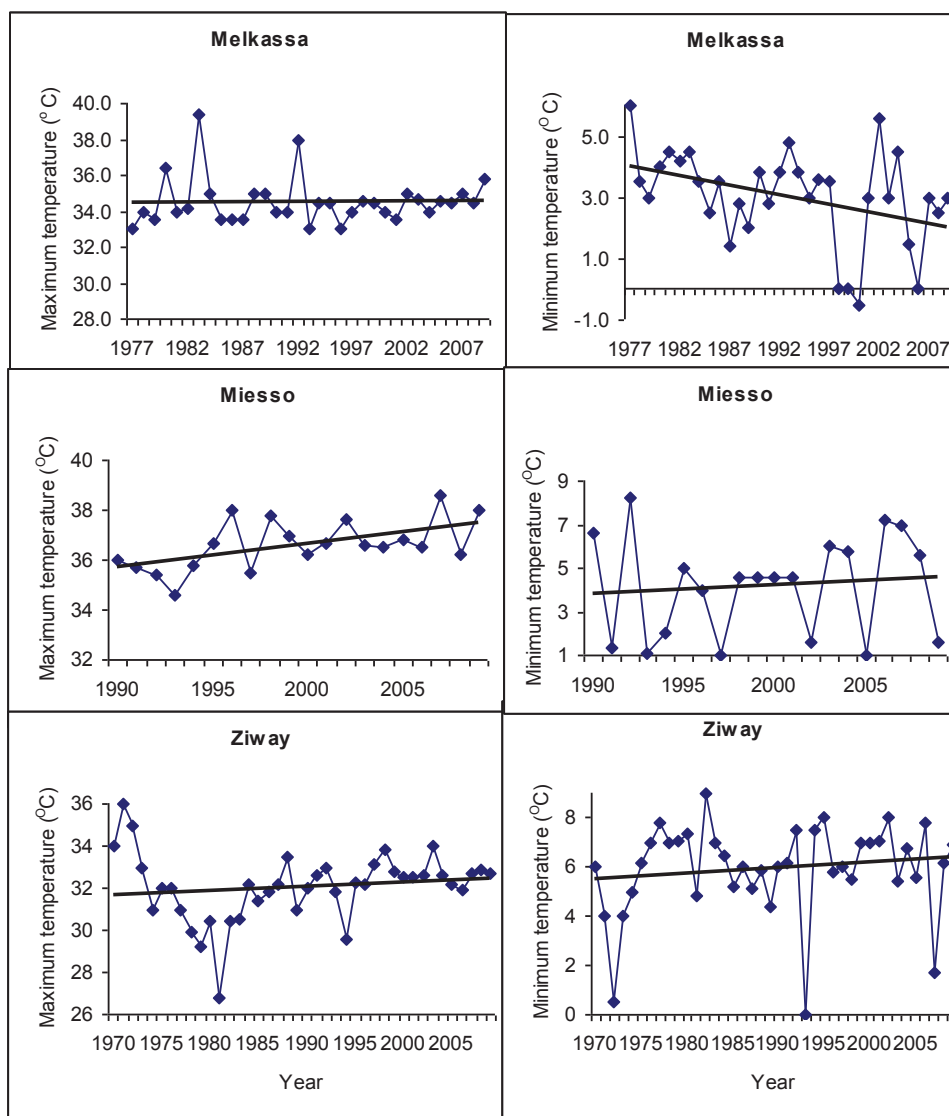 Melkassa
Maximum temperature (°C)
40.0
38.0
36.0
34.0
32.0
30.0
28.0
1977 1982 1987 1992 1997 2002 2007
Melkassa
Minimum temperature (°C)
5.0
3.0
1.0
-1.0
1977 1982 1987 1992 1997 2002 2007
Miesso
Maximum temperature (°C)
40
38
36
34
32
1990 1995 2000 2005
Miesso
Minimum temperature (°C)
9
7
5
3
1
1990 1995 2000 2005
Ziway
Maximum temperature (°C)
36
34
32
30
28
26
1970 1975 1980 1985 1990 1995 2000 2005
Year
Ziway
Minimum temperature (°C)
8
6
4
2
0
1970 1975 1980 1985 1990 1995 2000 2005
Year